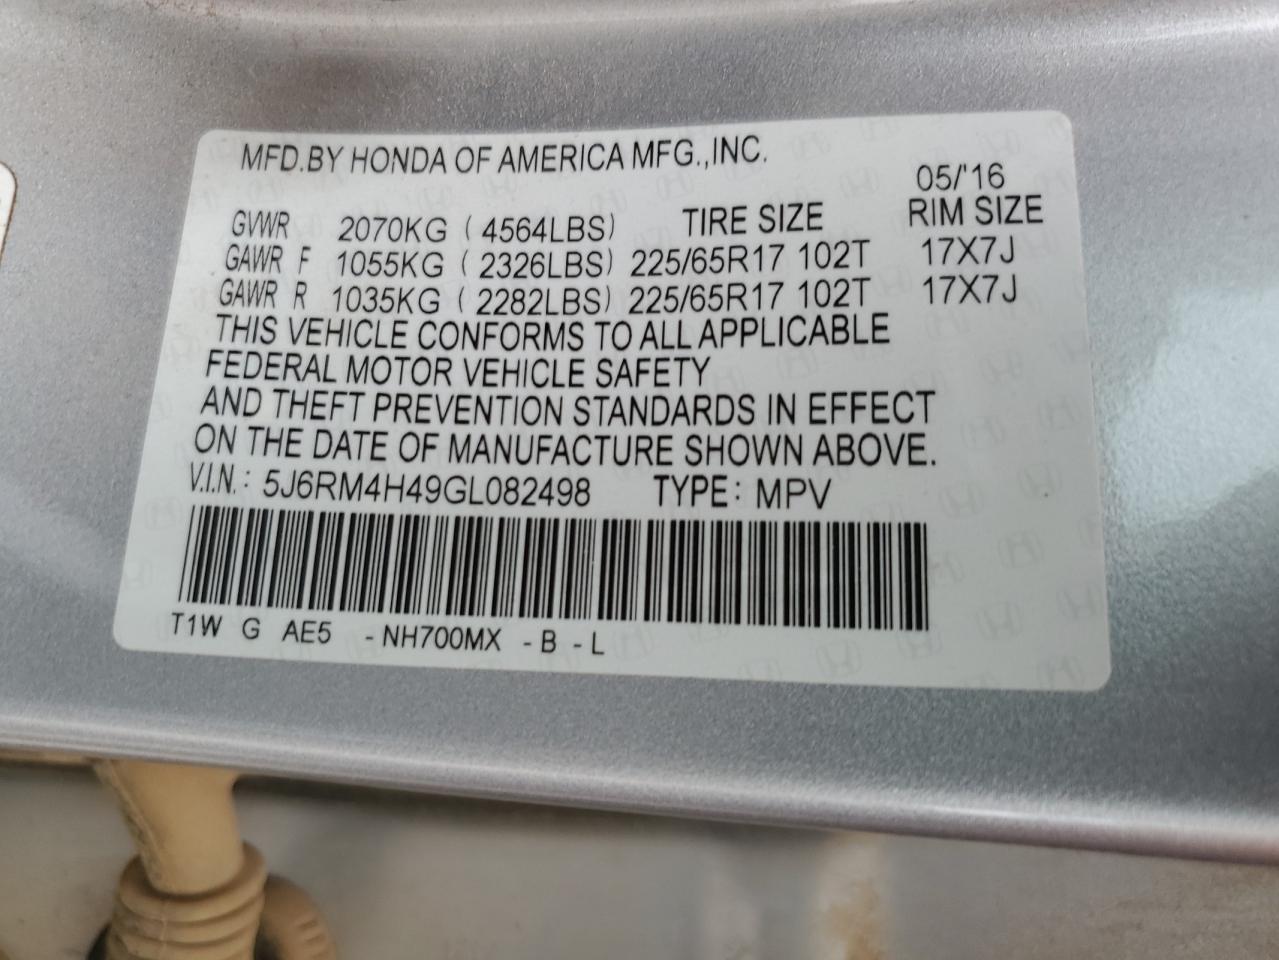 MFD.BY HONDA OF AMERICA MFG.,INC.
05/'16
GVWR 2070KG ( 4564LBS) TIRE SIZE RIM SIZE
GAWR F 1055KG ( 2326LBS) 225/65R17 102T 17X7J
GAWR R 1035KG ( 2282LBS) 225/65R17 102T 17X7J
THIS VEHICLE CONFORMS TO ALL APPLICABLE
FEDERAL MOTOR VEHICLE SAFETY
AND THEFT PREVENTION STANDARDS IN EFFECT
ON THE DATE OF MANUFACTURE SHOWN ABOVE.
V.I.N.: 5J6RM4H49GL082498 TYPE: MPV
T1W G AE5 -NH700MX -B -L